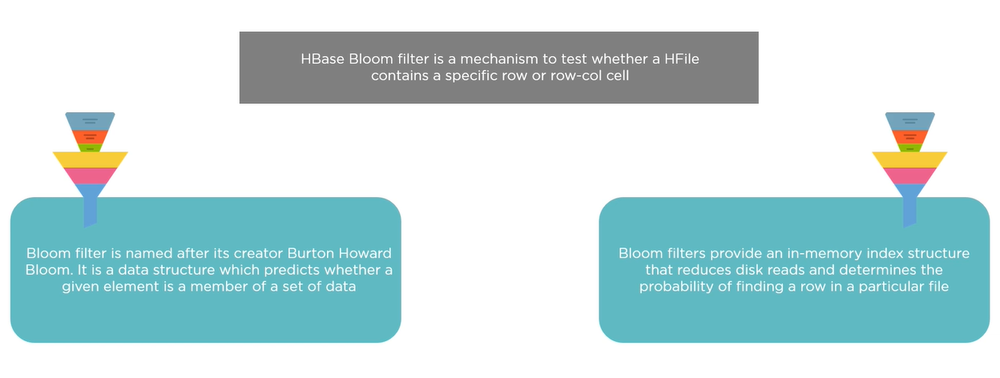 HBase Bloom filter is a mechanism to test whether a HFile
contains a specific row or row-col cell
Bloom filter is named after its creator Burton Howard
Bloom. It is a data structure which predicts whether a
given element is a member of a set of data
Bloom filters provide an in-memory index structure
that reduces disk reads and determines the
probability of finding a row in a particular file